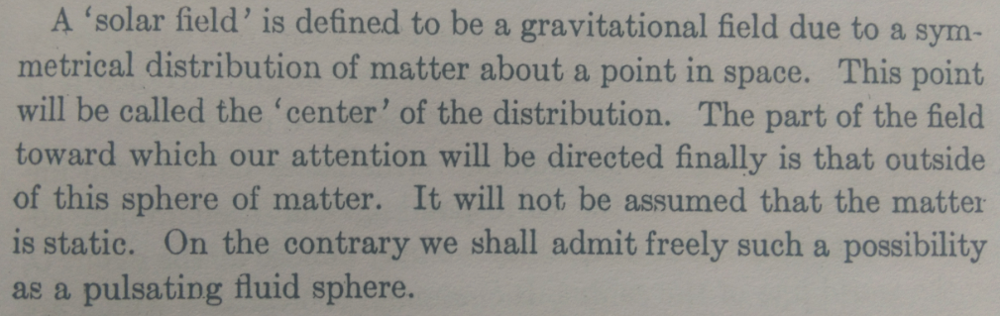 A ‘solar field’ is defined to be a gravitational field due to a sym-
metrical distribution of matter about a point in space. This point
will be called the ‘center’ of the distribution. The part of the field
toward which our attention will be directed finally is that outside
of this sphere of matter. It will not be assumed that the matter
is static. On the contrary we shall admit freely such a possibility
as a pulsating fluid sphere.